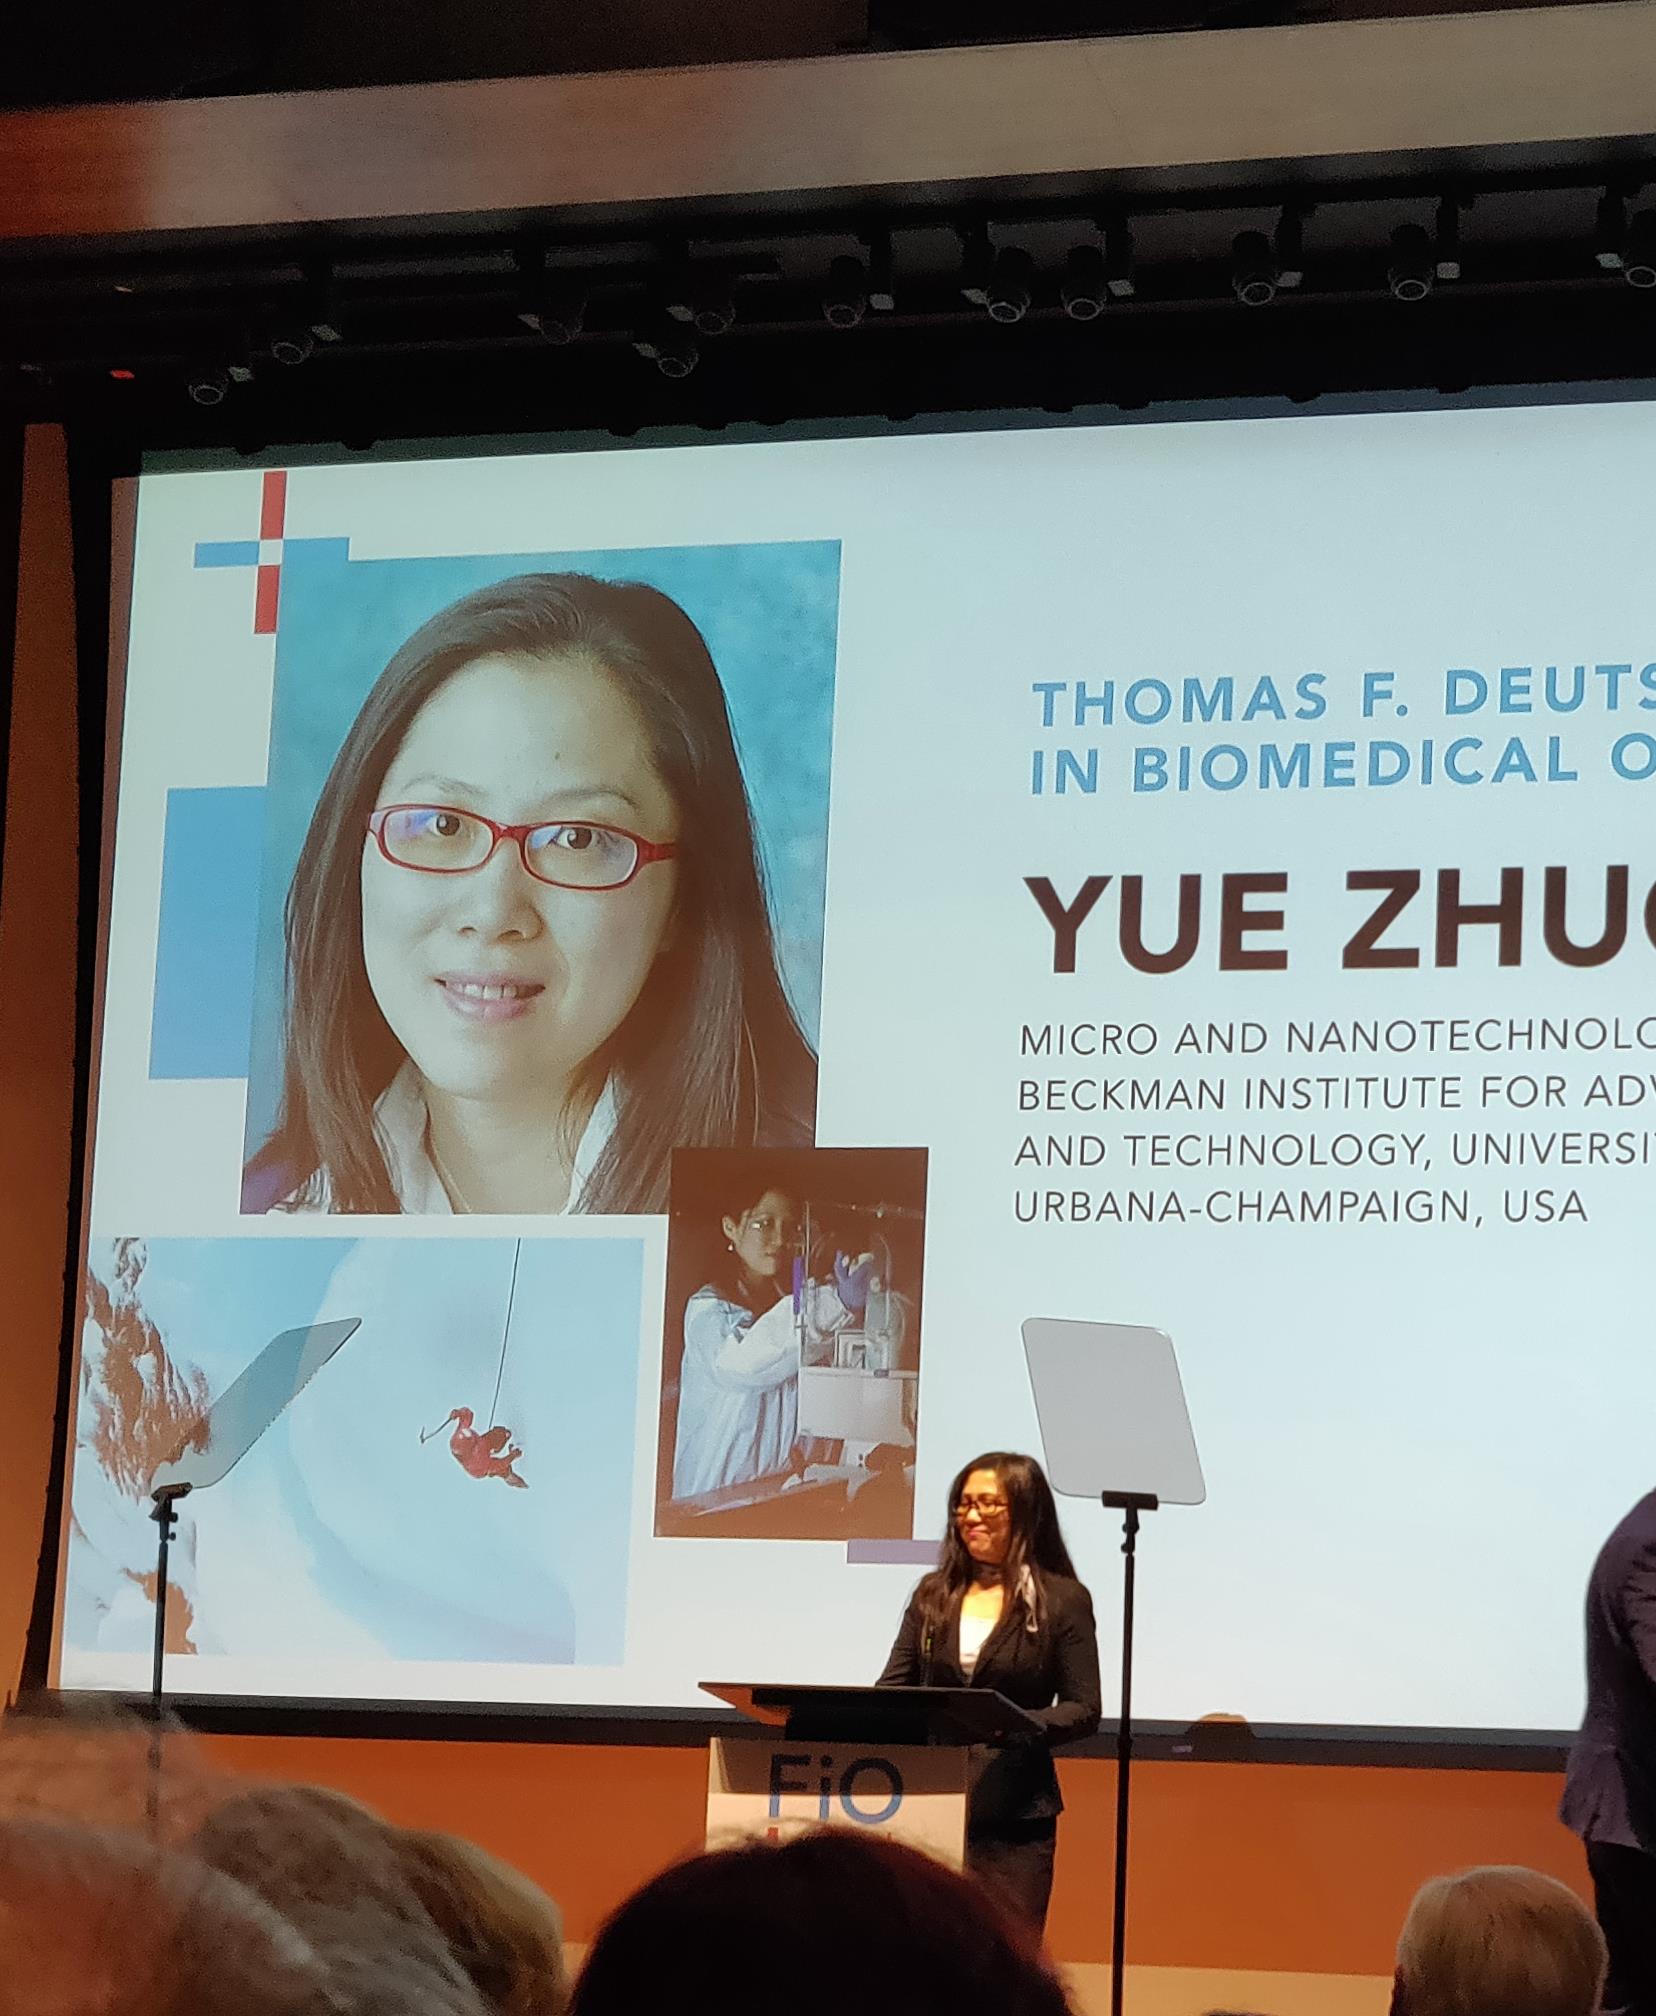 THOMAS F. DEUTS
IN BIOMEDICAL O
YUE ZHU
MICRO AND NANOTECHNOLO
BECKMAN INSTITUTE FOR ADV
AND TECHNOLOGY, UNIVERSI
URBANA-CHAMPAIGN, USA
FiO